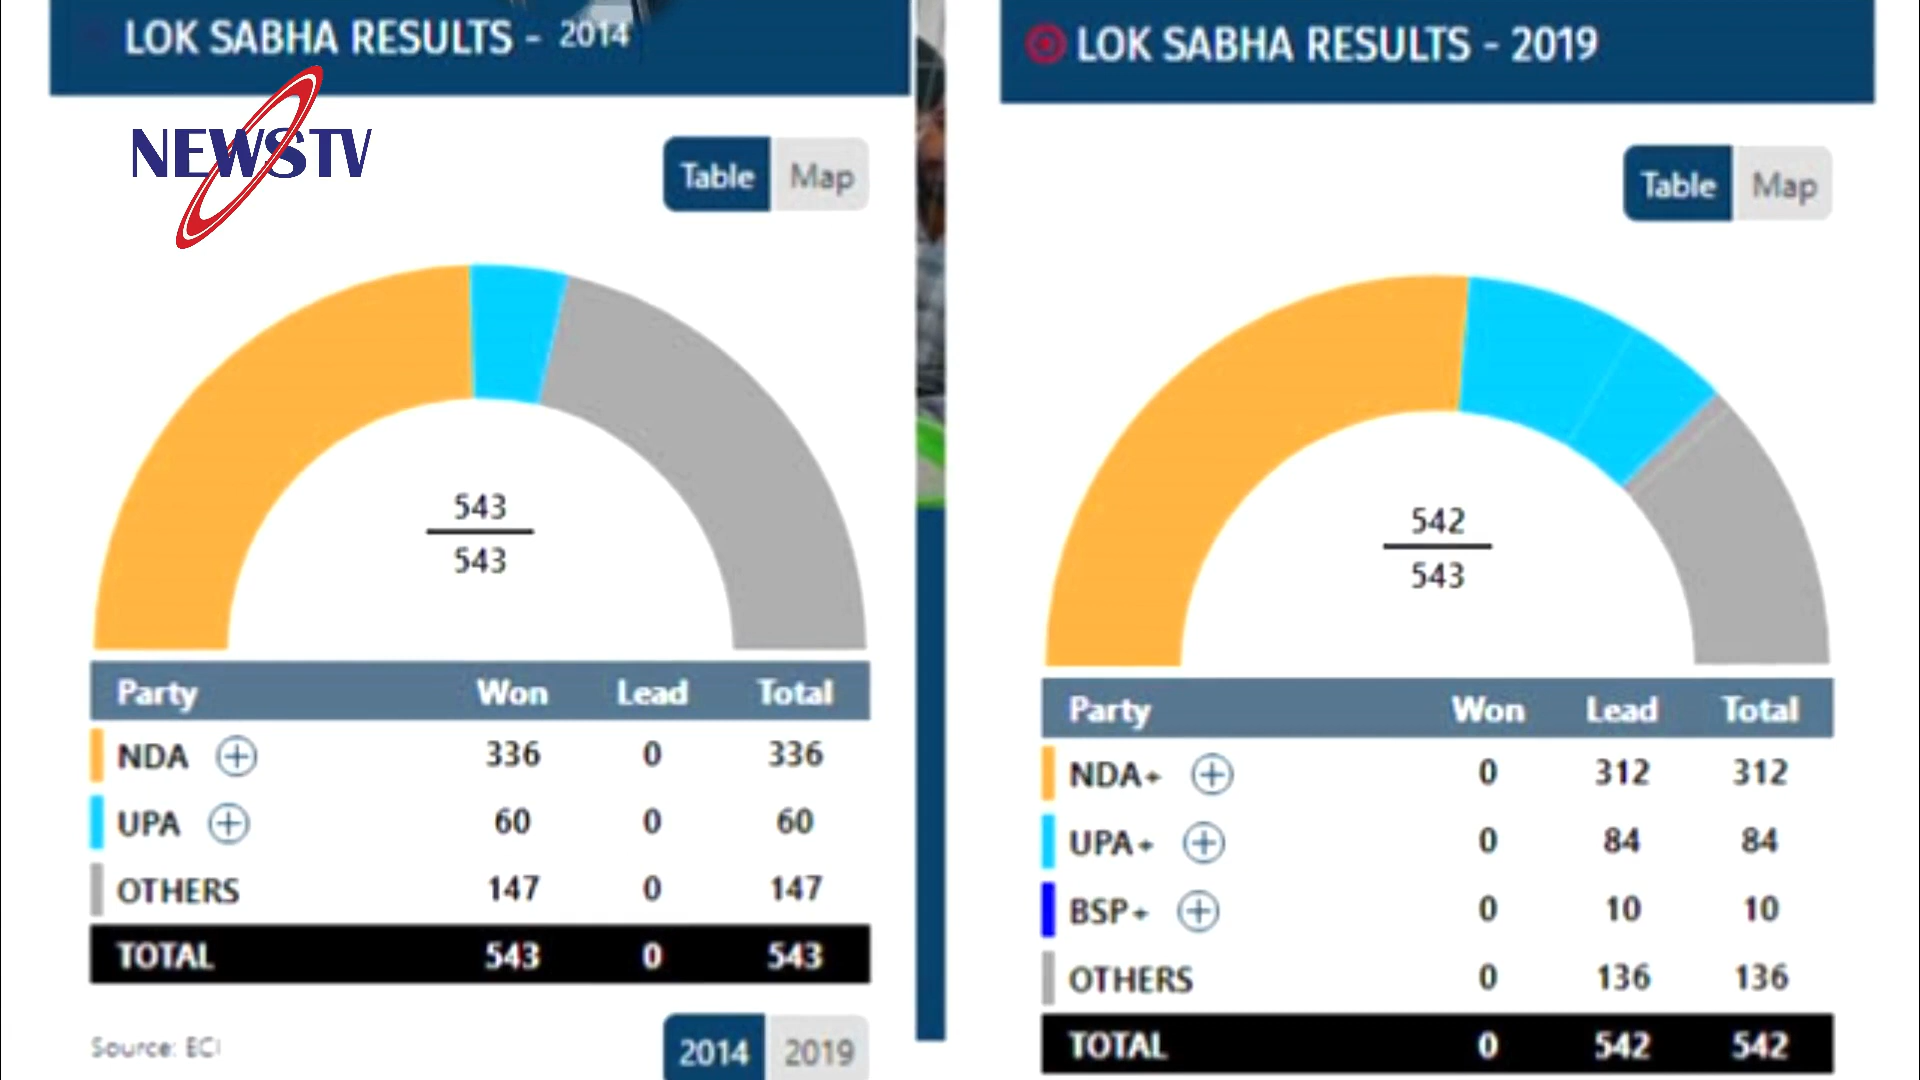 LOK SABHA RESULTS - 2014
NEWSTV
Table Map
543
543
Party Won Lead Total
NDA 336 0 336
UPA 60 0 60
OTHERS 147 0 147
TOTAL 543 0 543
Source: ECI
2014 2019
LOK SABHA RESULTS - 2019
Table Map
542
543
Party Won Lead Total
NDA+ 0 312 312
UPA+ 0 84 84
BSP+ 0 10 10
OTHERS 0 136 136
TOTAL 0 542 542